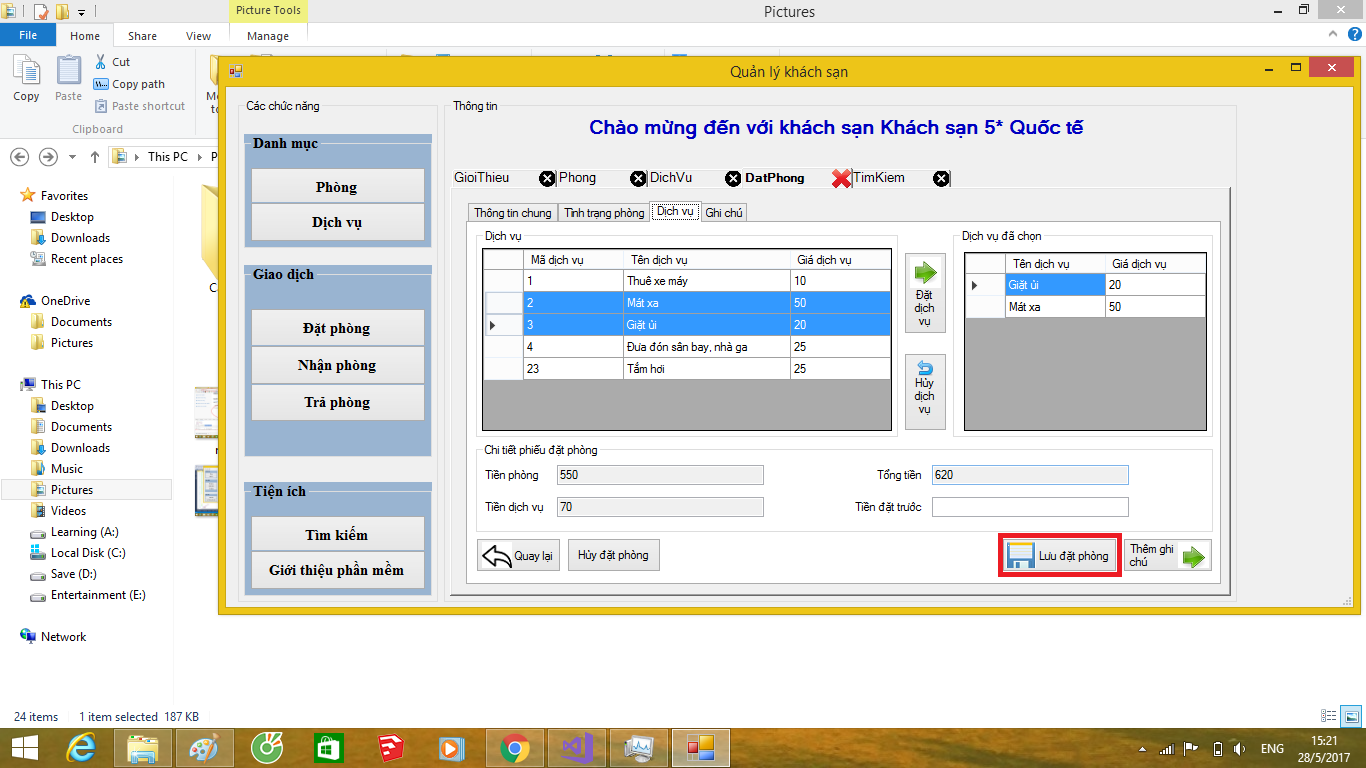 Picture Tools
Pictures
File Home Share View Manage
Copy
Paste
Cut
Copy path
Paste shortcut
Clipboard
This PC
Favorites
Desktop
Downloads
Recent places
OneDrive
Documents
Pictures
This PC
Desktop
Documents
Downloads
Music
Pictures
Videos
Learning (A:)
Local Disk (C:)
Save (D:)
Entertainment (E:)
Network
24 items 1 item selected 187 KB
Quản lý khách sạn
Các chức năng
Danh mục
Phòng
Dịch vụ
Giao dịch
Đặt phòng
Nhận phòng
Trả phòng
Tiện ích
Tìm kiếm
Giới thiệu phần mềm
Thông tin
Chào mừng đến với khách sạn Khách sạn 5* Quốc tế
GioiThieu Phong DichVu DatPhong TimKiem
Thông tin chung Tình trạng phòng Dịch vụ Ghi chú
Dịch vụ
Mã dịch vụ Tên dịch vụ Giá dịch vụ
1 Thuê xe máy 10
2 Mát xa 50
3 Giặt ủi 20
4 Đưa đón sân bay, nhà ga 25
23 Tắm hơi 25
Đặt
dịch
vụ
Hủy
dịch
vụ
Dịch vụ đã chọn
Tên dịch vụ Giá dịch vụ
Giặt ủi 20
Mát xa 50
Chi tiết phiếu đặt phòng
Tiền phòng 550 Tổng tiền 620
Tiền dịch vụ 70 Tiền đặt trước
Quay lại Hủy đặt phòng Lưu đặt phòng Thêm ghi
chú
ENG
15:21
28/5/2017